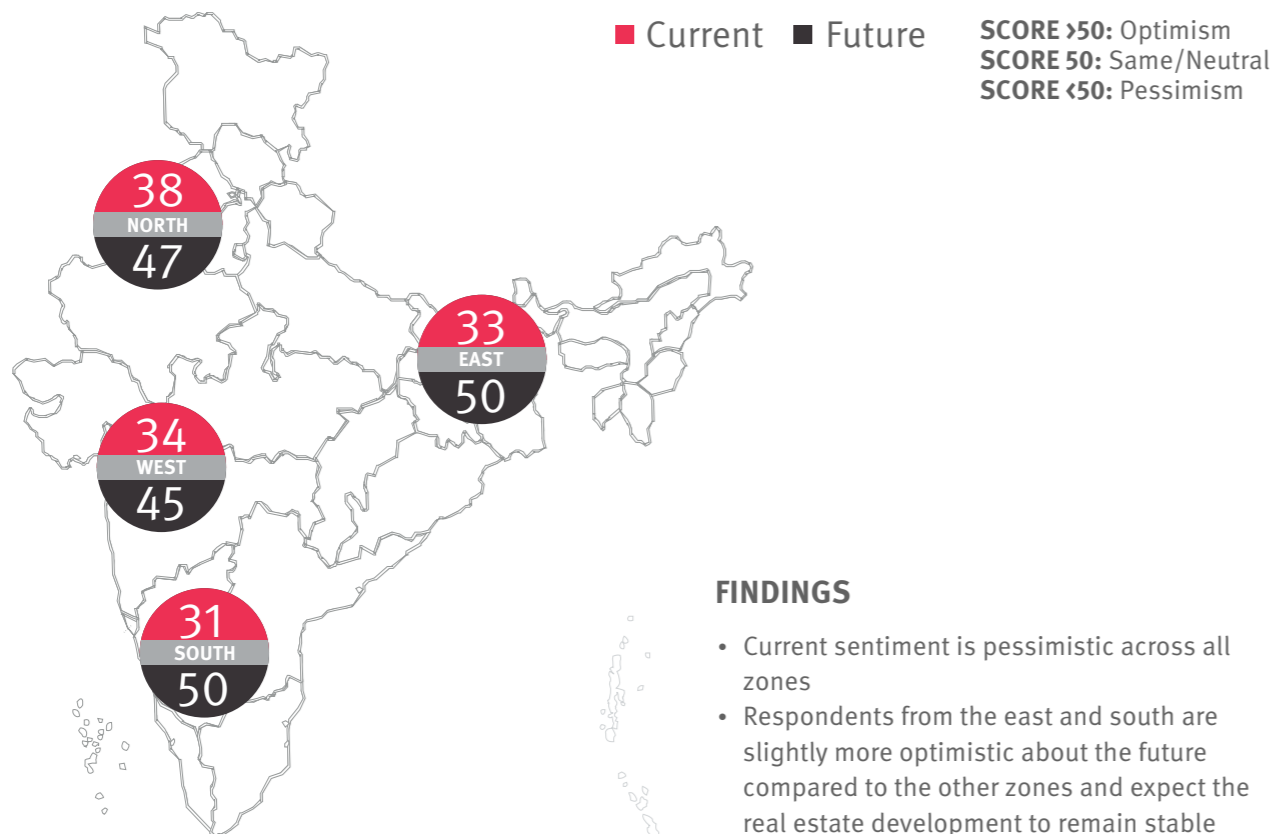 Current Future
SCORE >50: Optimism
SCORE 50: Same/Neutral
SCORE <50: Pessimism
38
NORTH
47
33
EAST
50
34
WEST
45
31
SOUTH
50
FINDINGS
• Current sentiment is pessimistic across all
zones
• Respondents from the east and south are
slightly more optimistic about the future
compared to the other zones and expect the
real estate development to remain stable